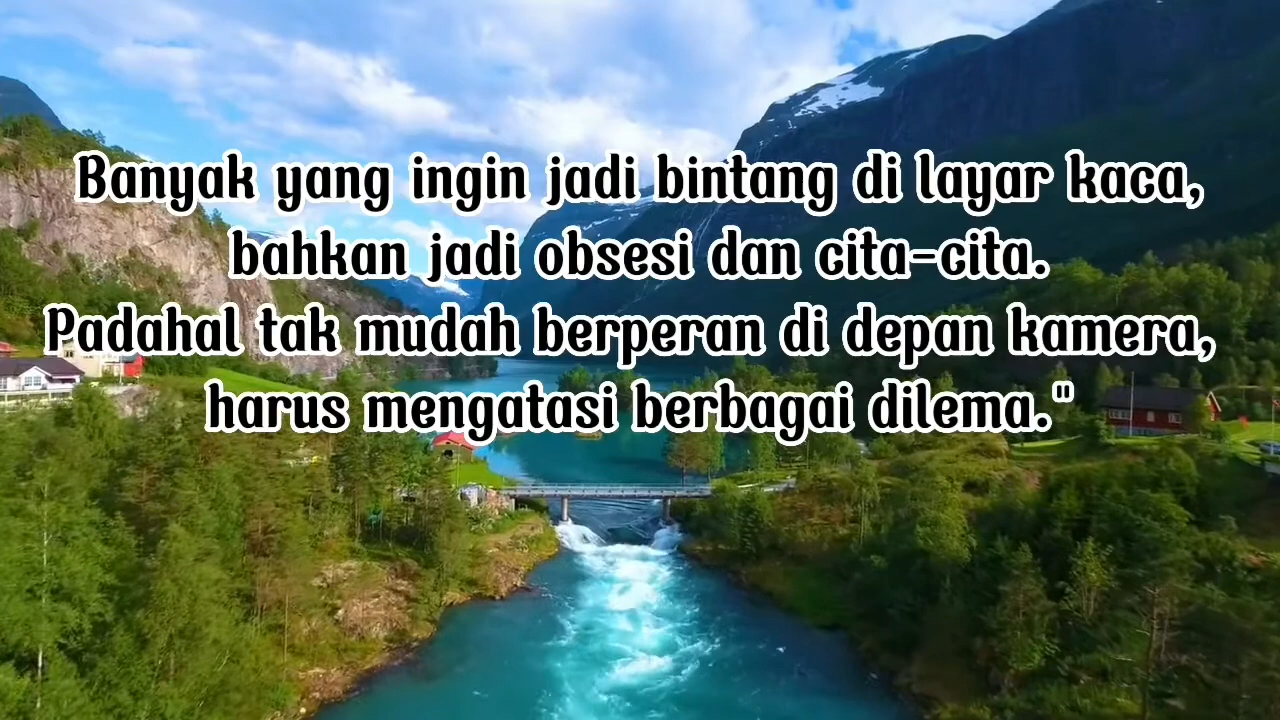 Banyak yang ingin jadi bintang di layar kaca,
bahkan jadi obsesi dan cita-cita.
Padahal tak mudah berperan di depan kamera,
harus mengatasi berbagai dilema."